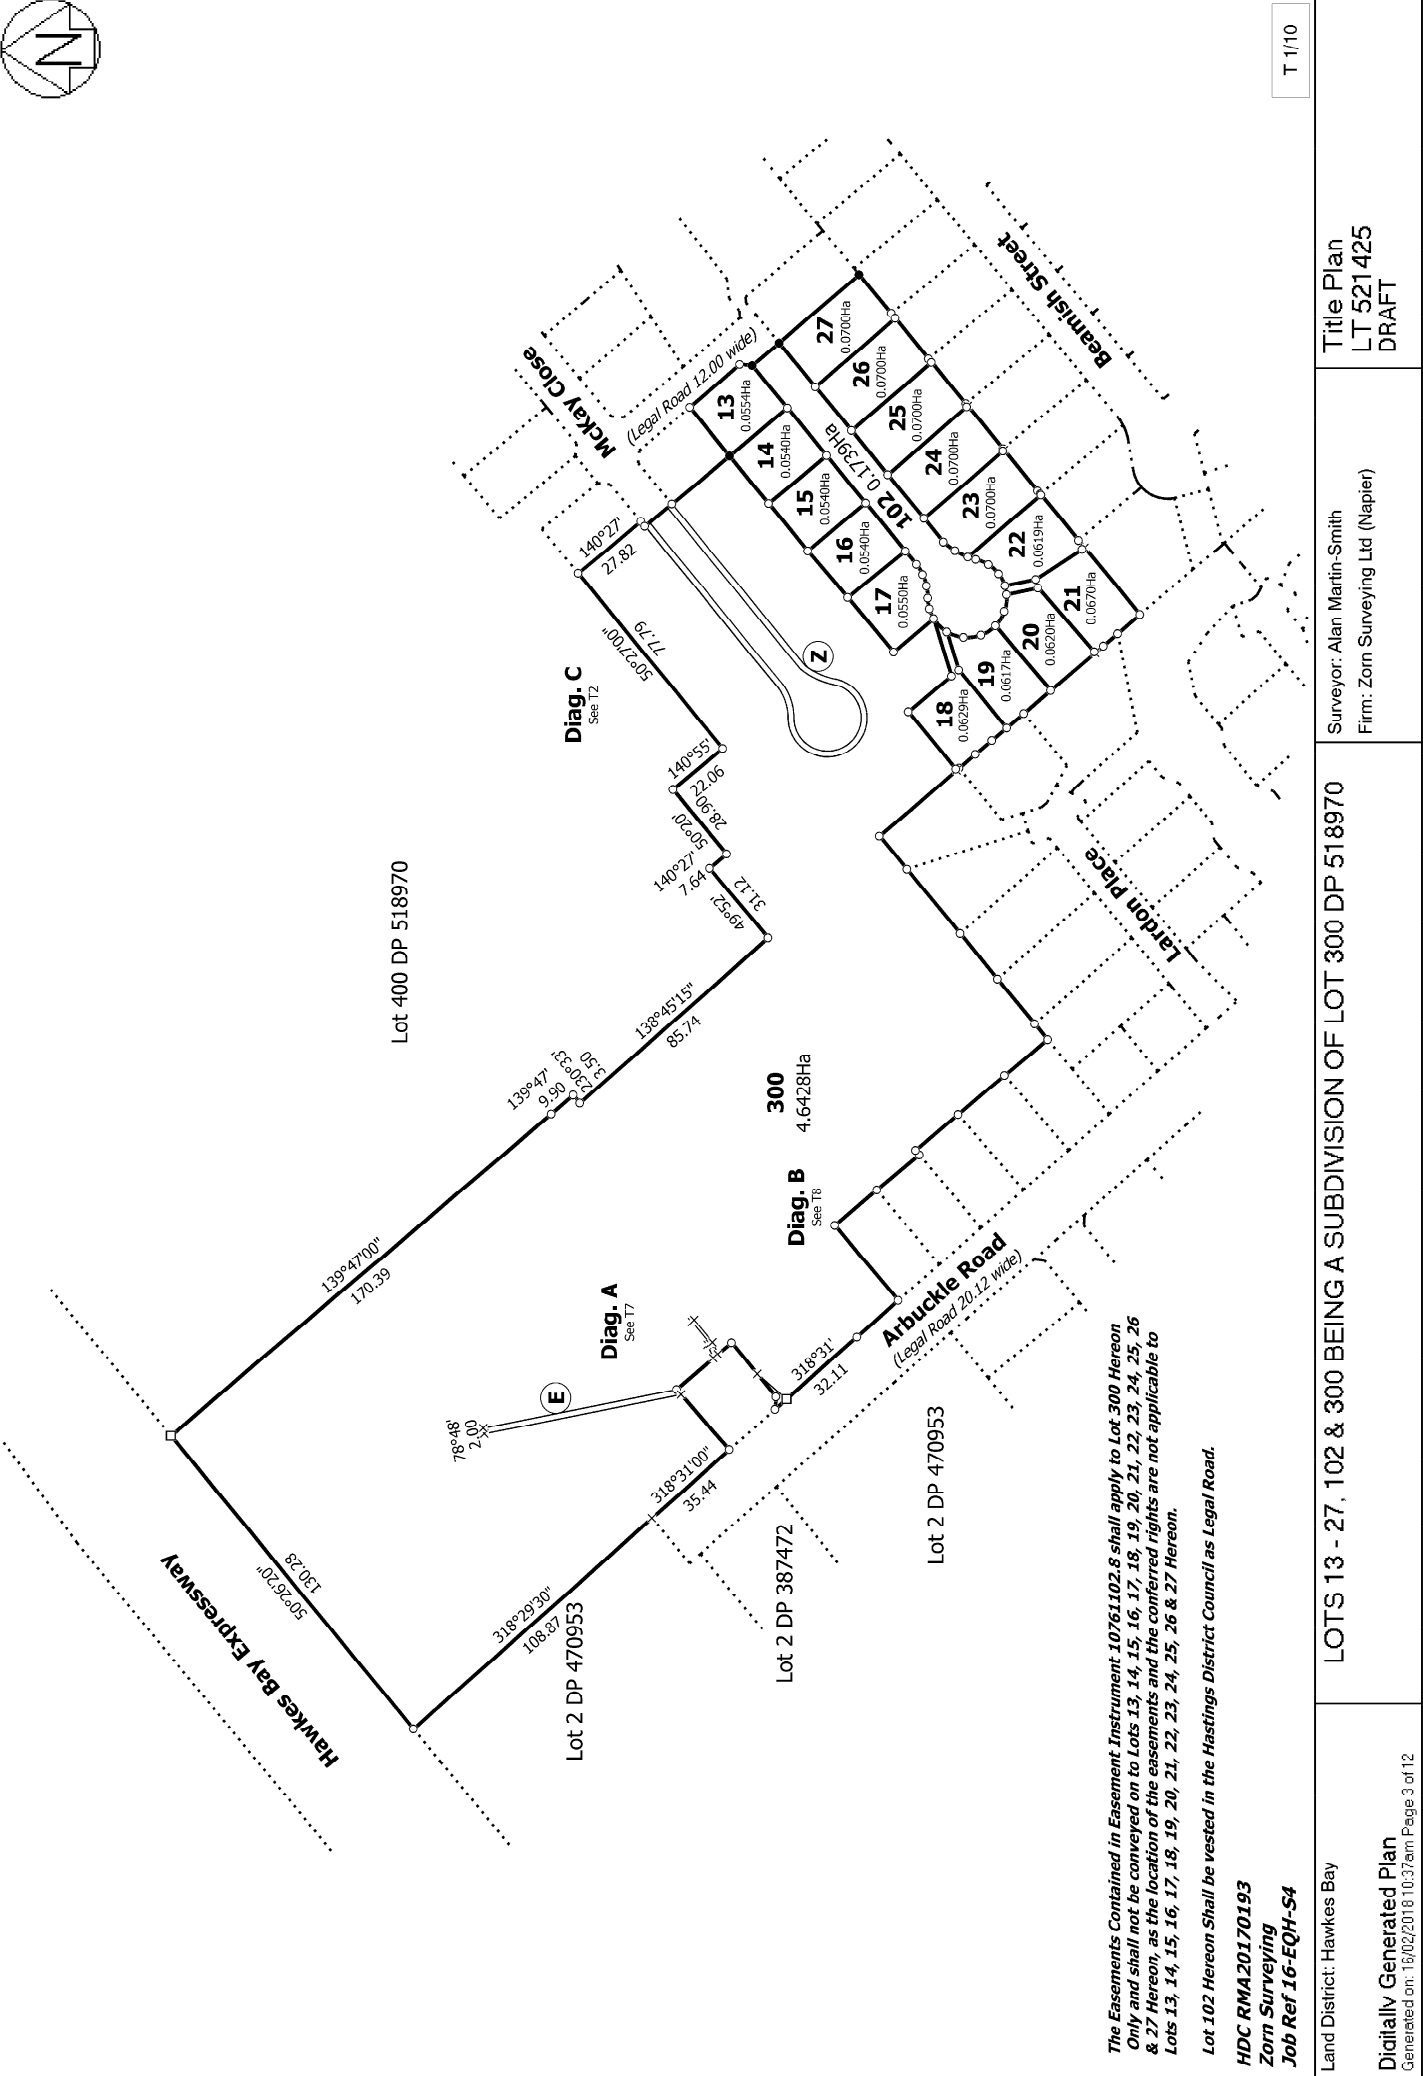 N
T 1/10
Hawkes Bay Expressway
50°26'20"
130.28
139°47'00"
170.39
139°47'
9.90
230°33'
3.50
138°45'15"
85.74
49°52'
31.12
140°27'
7.64
50°20'
28.90
140°55'
22.06
50°27'00"
77.79
140°27'
27.82
318°29'30"
108.87
318°31'00"
35.44
318°31'
32.11
78°48'
2.00
E
Z
Diag. A
See T7
Diag. B
See T8
Diag. C
See T2
Lot 400 DP 518970
Lot 2 DP 470953
Lot 2 DP 387472
Lot 2 DP 470953
300
4.6428Ha
McKay Close
(Legal Road 12.00 wide)
Beamish Street
Lardon Place
Arbuckle Road
(Legal Road 20.12 wide)
102 0.1739Ha
13
0.0554Ha
14
0.0540Ha
15
0.0540Ha
16
0.0540Ha
17
0.0550Ha
18
0.0629Ha
19
0.0617Ha
20
0.0620Ha
21
0.0670Ha
22
0.0619Ha
23
0.0700Ha
24
0.0700Ha
25
0.0700Ha
26
0.0700Ha
27
0.0700Ha
The Easements Contained in Easement Instrument 10761102.8 shall apply to Lot 300 Hereon
Only and shall not be conveyed on to Lots 13, 14, 15, 16, 17, 18, 19, 20, 21, 22, 23, 24, 25, 26
& 27 Hereon, as the location of the easements and the conferred rights are not applicable to
Lots 13, 14, 15, 16, 17, 18, 19, 20, 21, 22, 23, 24, 25, 26 & 27 Hereon.
Lot 102 Hereon Shall be vested in the Hastings District Council as Legal Road.
HDC RMA20170193
Zorn Surveying
Job Ref 16-EQH-S4
Land District: Hawkes Bay
Digitally Generated Plan
Generated on: 16/02/2018 10:37am Page 3 of 12
LOTS 13 - 27, 102 & 300 BEING A SUBDIVISION OF LOT 300 DP 518970
Surveyor: Alan Martin-Smith
Firm: Zorn Surveying Ltd (Napier)
Title Plan
LT 521425
DRAFT